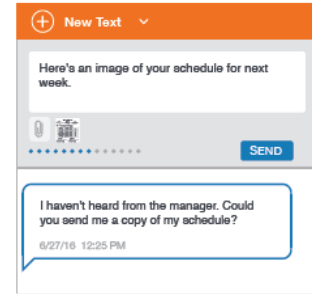 New Text
Here's an image of your schedule for next
week.
SEND
I haven't heard from the manager. Could
you send me a copy of my schedule?
6/27/16 12:25 PM